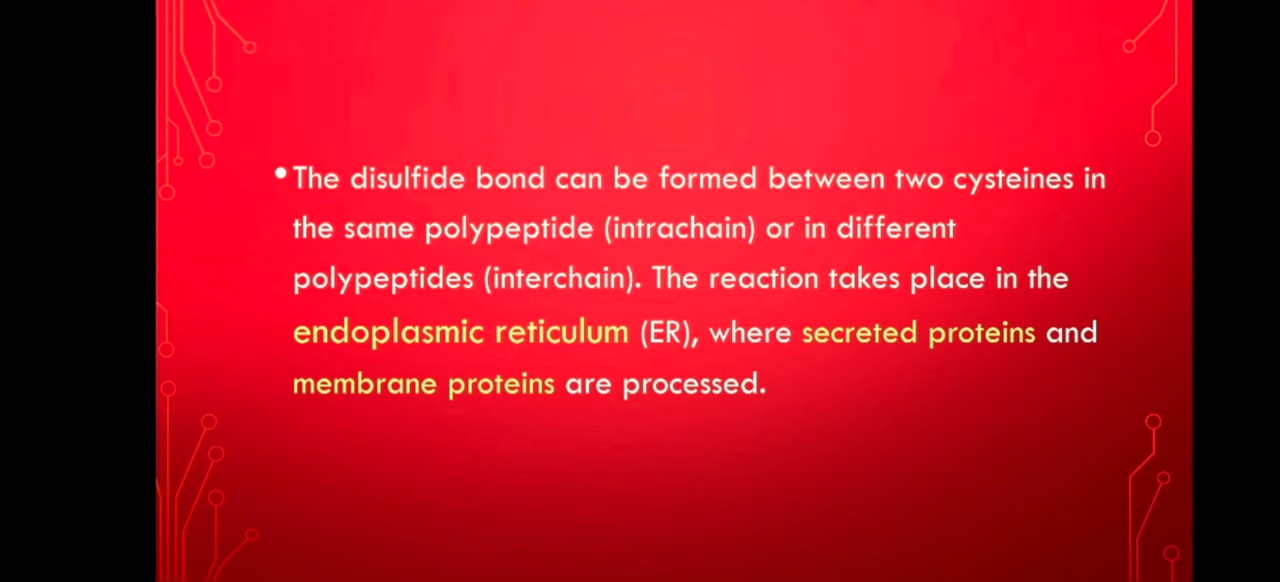 •The disulfide bond can be formed between two cysteines in
the same polypeptide (intrachain) or in different
polypeptides (interchain). The reaction takes place in the
endoplasmic reticulum (ER), where secreted proteins and
membrane proteins are processed.